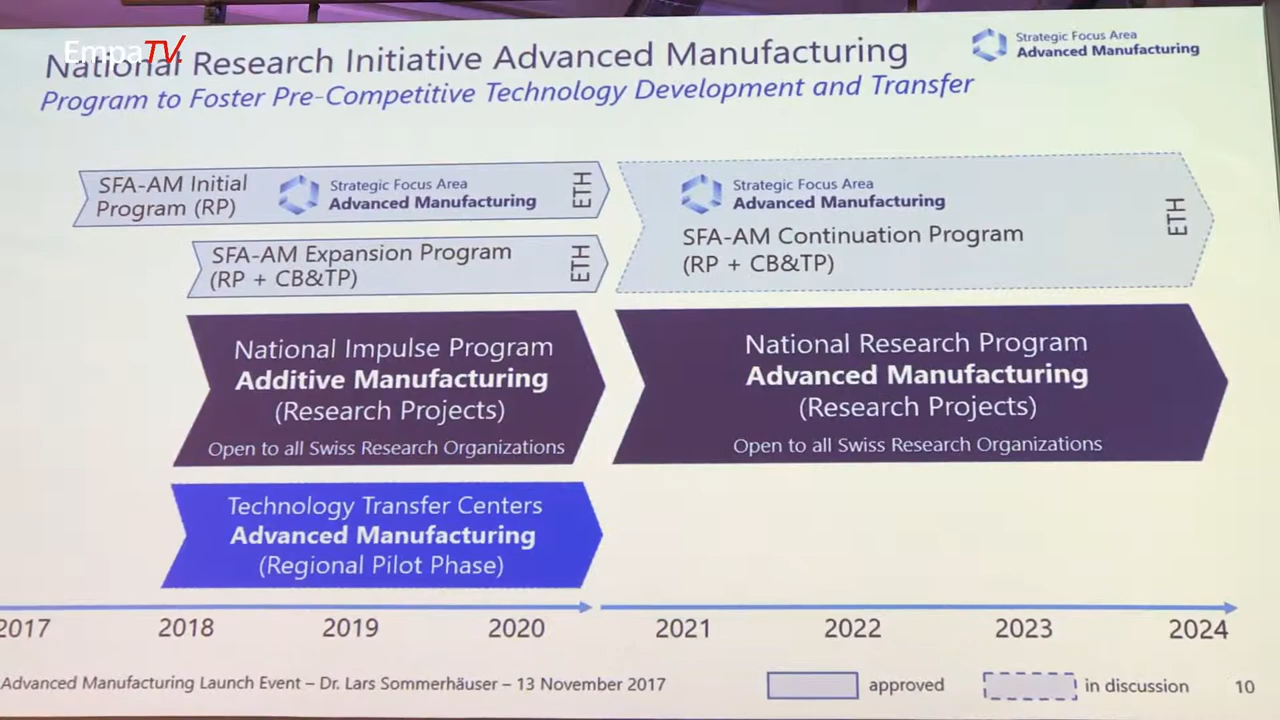 EmpaTV
National Research Initiative Advanced Manufacturing
Program to Foster Pre-Competitive Technology Development and Transfer
Strategic Focus Area
Advanced Manufacturing
SFA-AM Initial
Program (RP)
Strategic Focus Area
Advanced Manufacturing
ETH
SFA-AM Expansion Program
(RP + CB&TP)
ETH
Strategic Focus Area
Advanced Manufacturing
SFA-AM Continuation Program
(RP + CB&TP)
ETH
National Impulse Program
Additive Manufacturing
(Research Projects)
Open to all Swiss Research Organizations
National Research Program
Advanced Manufacturing
(Research Projects)
Open to all Swiss Research Organizations
Technology Transfer Centers
Advanced Manufacturing
(Regional Pilot Phase)
2017 2018 2019 2020 2021 2022 2023 2024
Advanced Manufacturing Launch Event – Dr. Lars Sommerhäuser – 13 November 2017
approved
in discussion
10